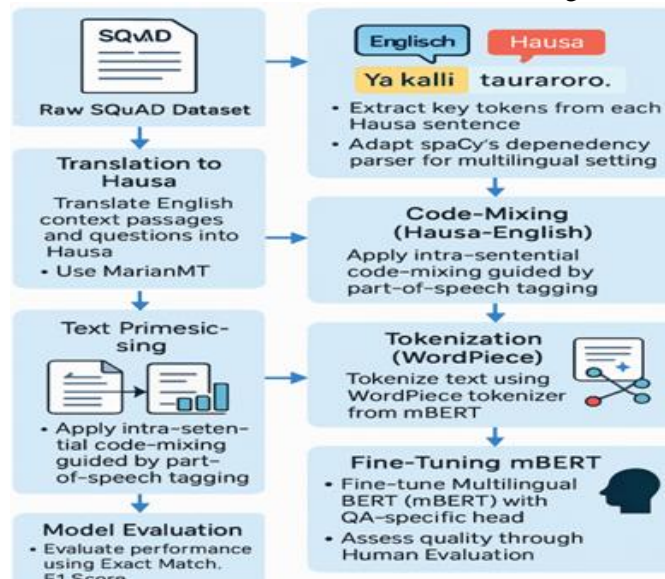 SQuAD
Raw SQuAD Dataset
Translation to
Hausa
Translate English
context passages
and questions into
Hausa
• Use MarianMT
Text Primesic-
sing
• Apply intra-seten-
tial code-mixing
guided by part-
of-speech tagging
Model Evaluation
• Evaluate performance
using Exact Match.
F1 Score
Englisch
Hausa
Ya kalli tauraroro.
• Extract key tokens from each
Hausa sentence
• Adapt spaCy's depenedency
parser for multilingual setting
Code-Mixing
(Hausa-English)
Apply intra-sentential
code-mixing guided by
part-of-speech tagging
Tokenization
(WordPiece)
Tokenize text using
WordPiece tokenizer
from mBERT
Fine-Tuning mBERT
• Fine-tune Multilingual
BERT (mBERT) with
QA-specific head
• Assess quality through
Human Evaluation